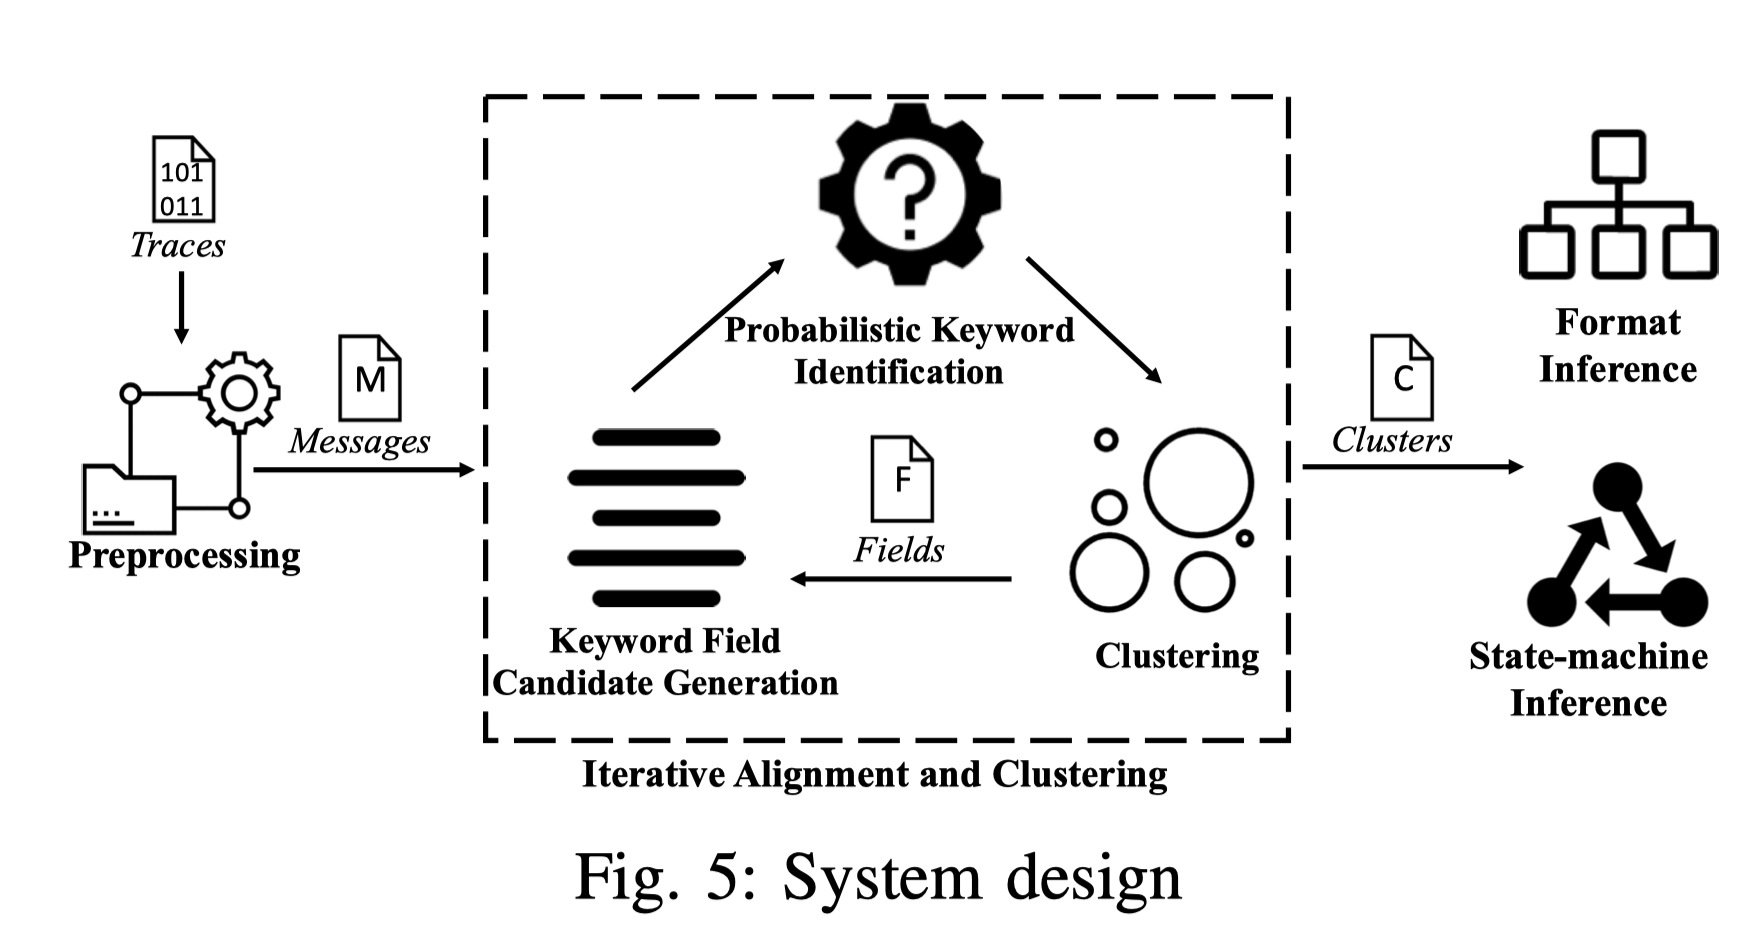 101
011
Traces
Preprocessing
M
Messages
?
Probabilistic Keyword
Identification
Keyword Field
Candidate Generation
F
Fields
Clustering
Iterative Alignment and Clustering
C
Clusters
Format
Inference
State-machine
Inference
Fig. 5: System design